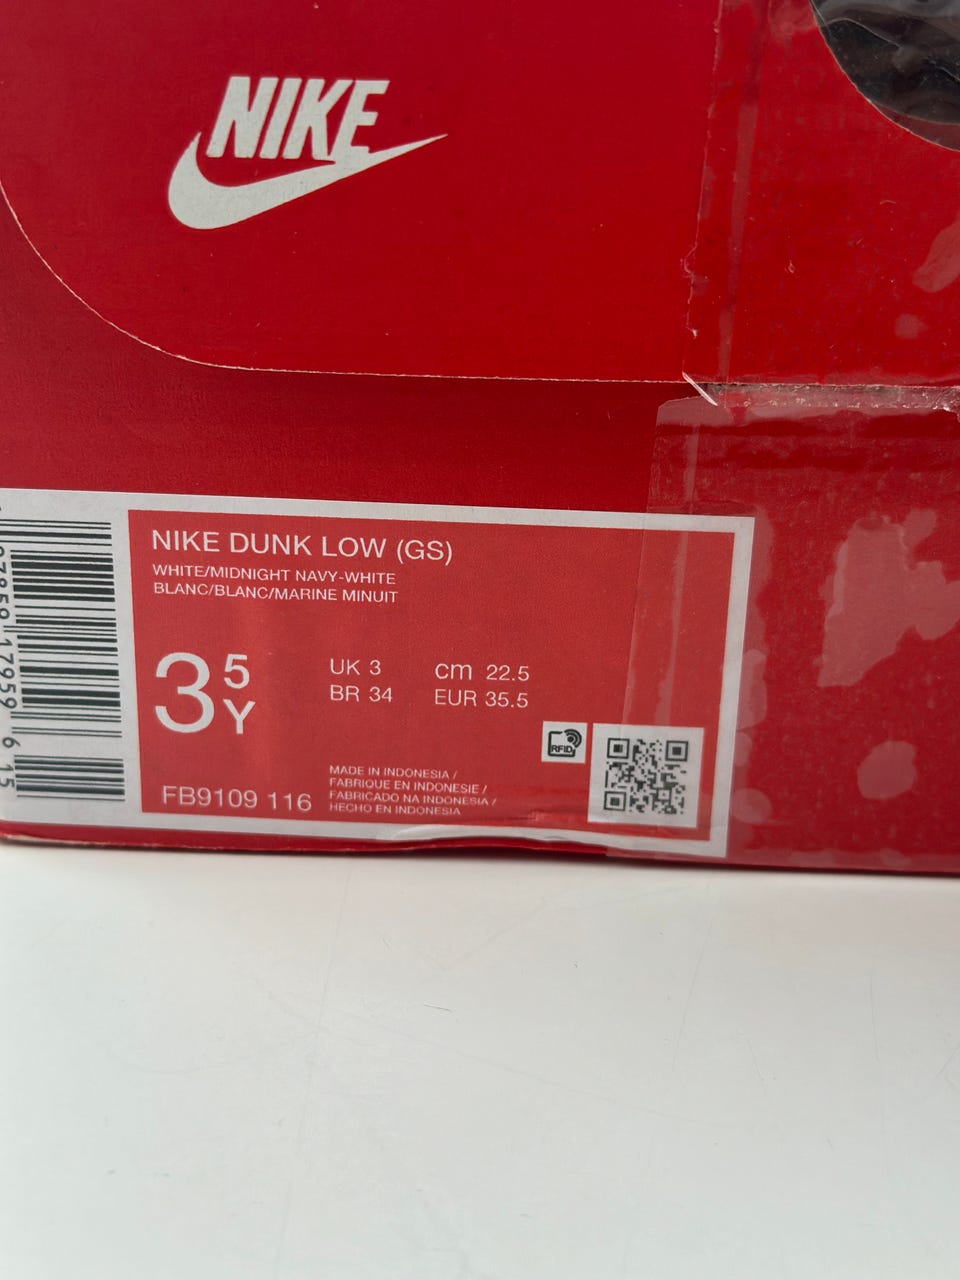 NIKE
NIKE DUNK LOW (GS)
WHITE/MIDNIGHT NAVY-WHITE
BLANC/BLANC/MARINE MINUIT
3 5 Y
UK 3 cm 22.5
BR 34 EUR 35.5
RFID
MADE IN INDONESIA /
FABRIQUE EN INDONESIE /
FABRICADO NA INDONESIA /
HECHO EN INDONESIA
FB9109 116